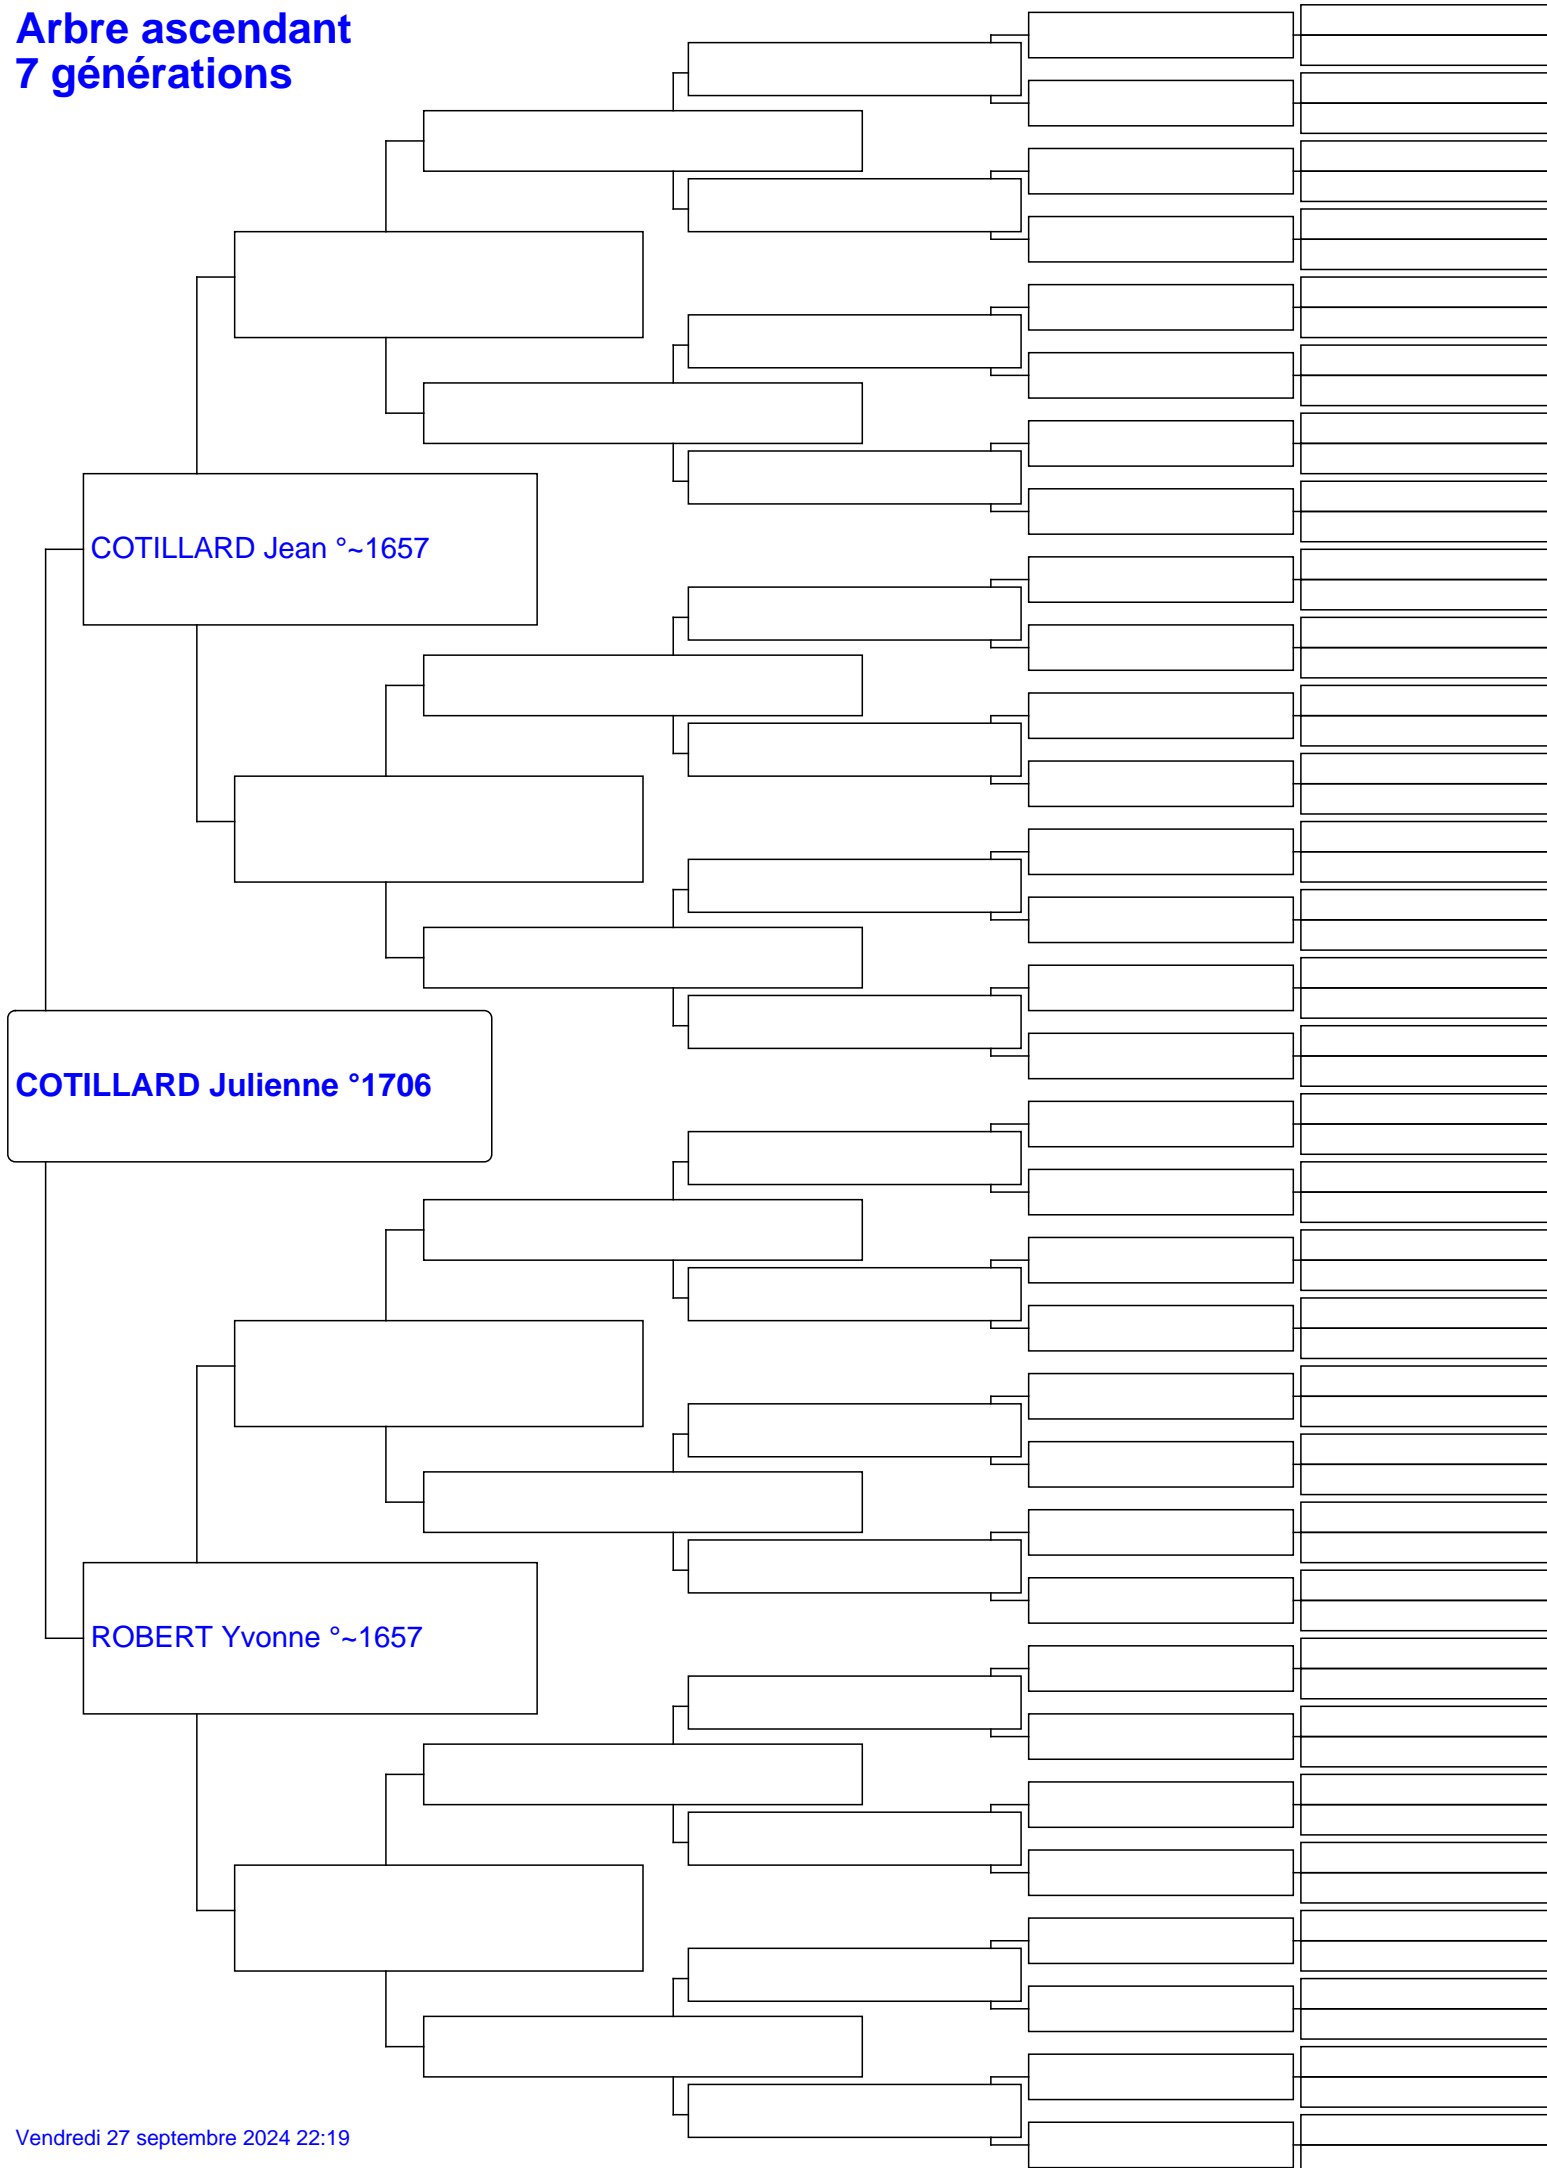 Arbre ascendant
7 générations
COTILLARD Jean °~1657
COTILLARD Julienne °1706
ROBERT Yvonne °~1657
Vendredi 27 septembre 2024 22:19